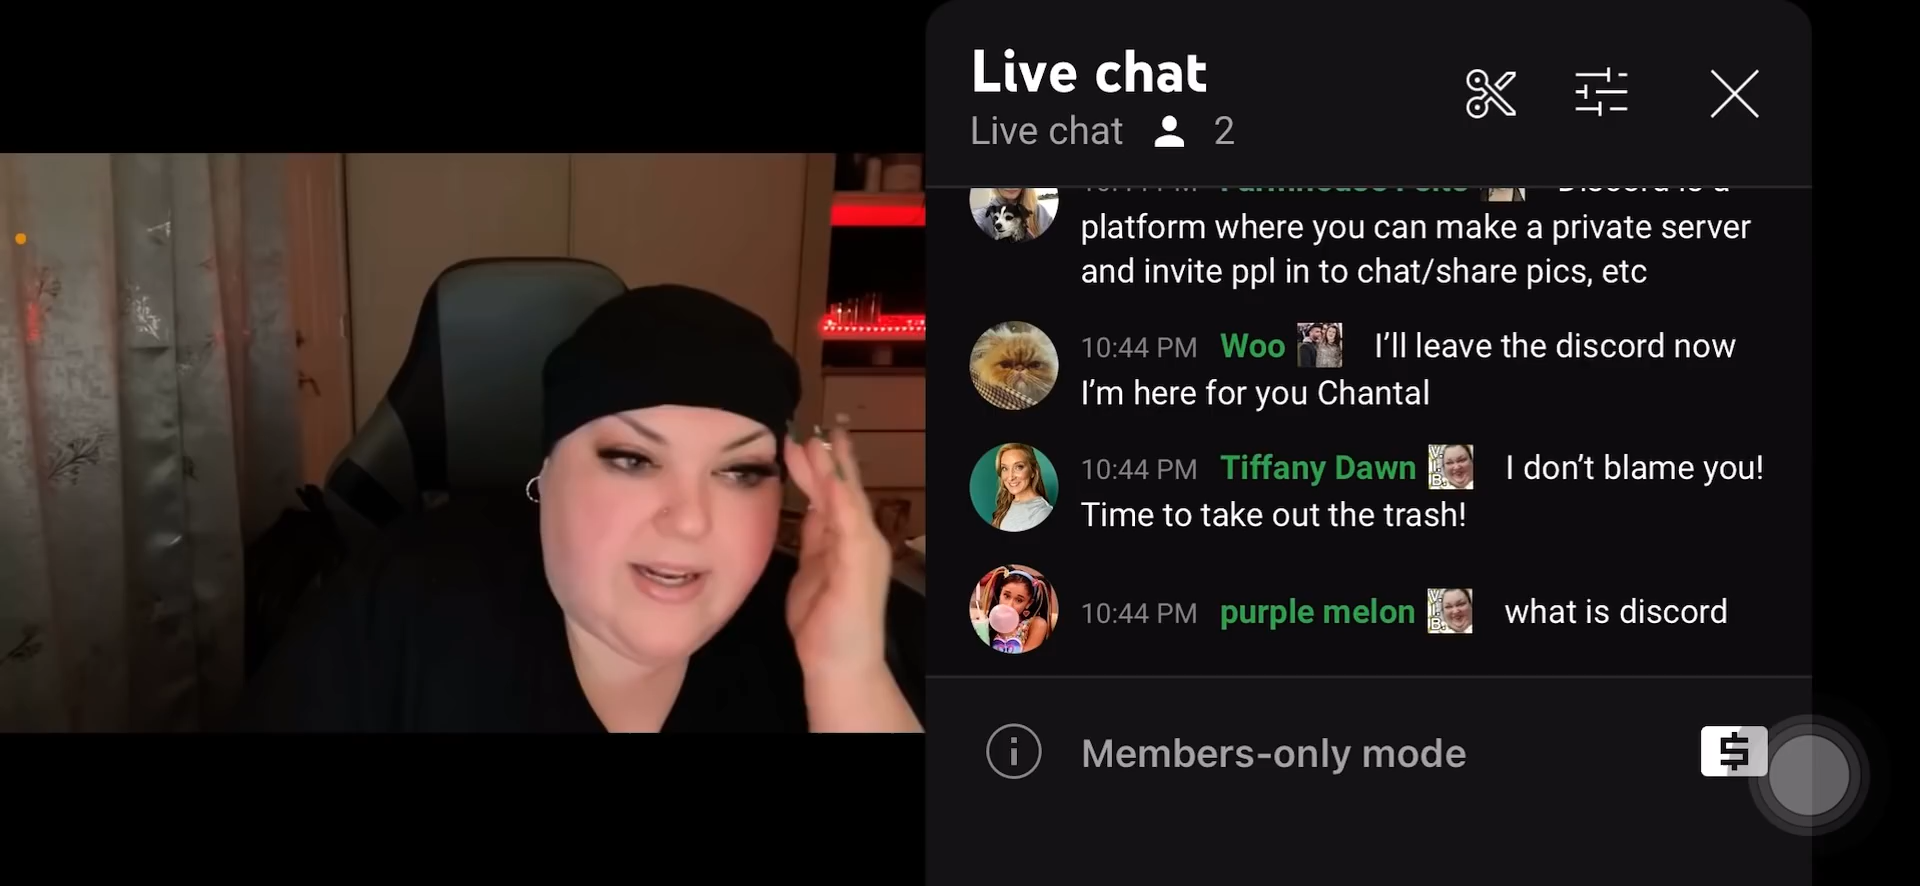 Live chat
Live chat 2
platform where you can make a private server
and invite ppl in to chat/share pics, etc
10:44 PM Woo I’ll leave the discord now
I’m here for you Chantal
10:44 PM Tiffany Dawn I don’t blame you!
Time to take out the trash!
10:44 PM purple melon what is discord
Members-only mode